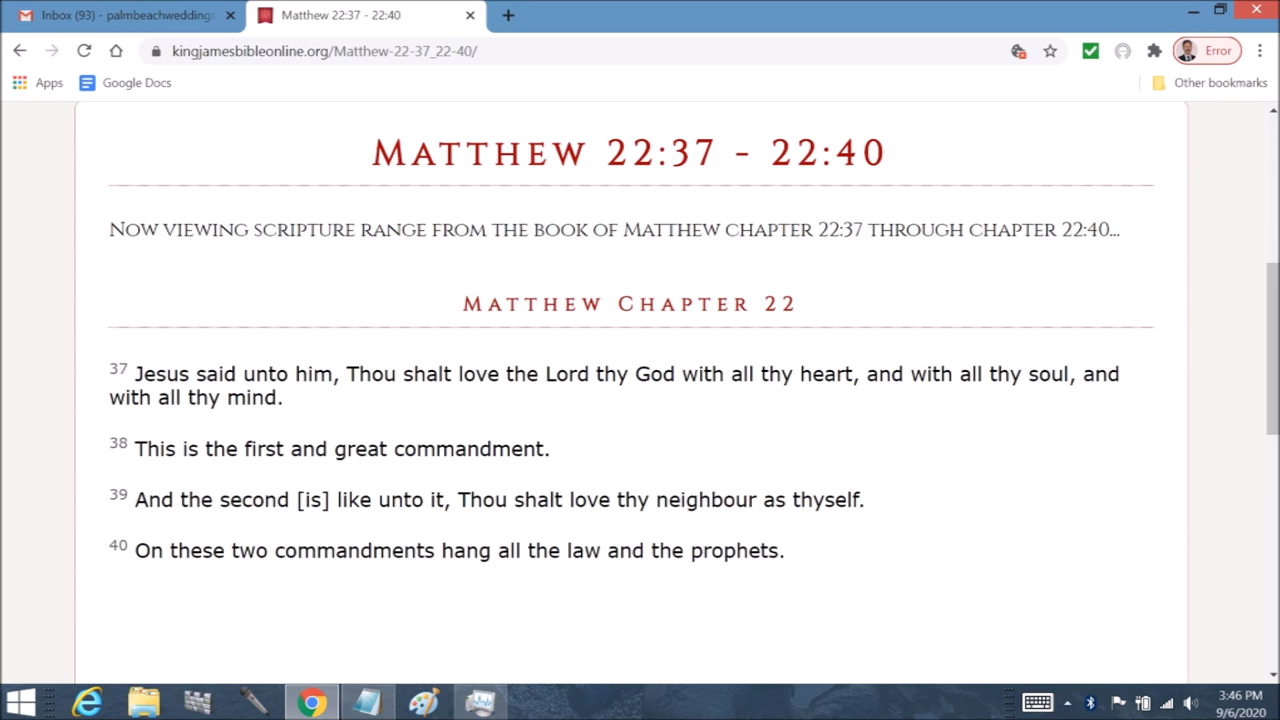 Inbox (93) - palmbeachwedding
Matthew 22:37 - 22:40
kingjamesbibleonline.org/Matthew-22-37_22-40/
Error
Apps
Google Docs
Other bookmarks
Matthew 22:37 - 22:40
Now viewing scripture range from the book of Matthew chapter 22:37 through chapter 22:40...
Matthew Chapter 22
37 Jesus said unto him, Thou shalt love the Lord thy God with all thy heart, and with all thy soul, and
with all thy mind.
38 This is the first and great commandment.
39 And the second [is] like unto it, Thou shalt love thy neighbour as thyself.
40 On these two commandments hang all the law and the prophets.
3:46 PM
9/6/2020